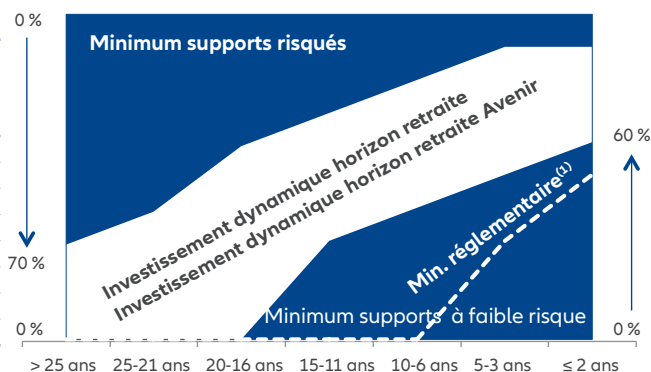 0 %
Minimum supports risqués
Investissement dynamique horizon retraite
Investissement dynamique horizon retraite Avenir
60 %
Min. réglementaire(1)
70 %
Minimum supports à faible risque
0 %
0 %
> 25 ans 25-21 ans 20-16 ans 15-11 ans 10-6 ans 5-3 ans ≤ 2 ans